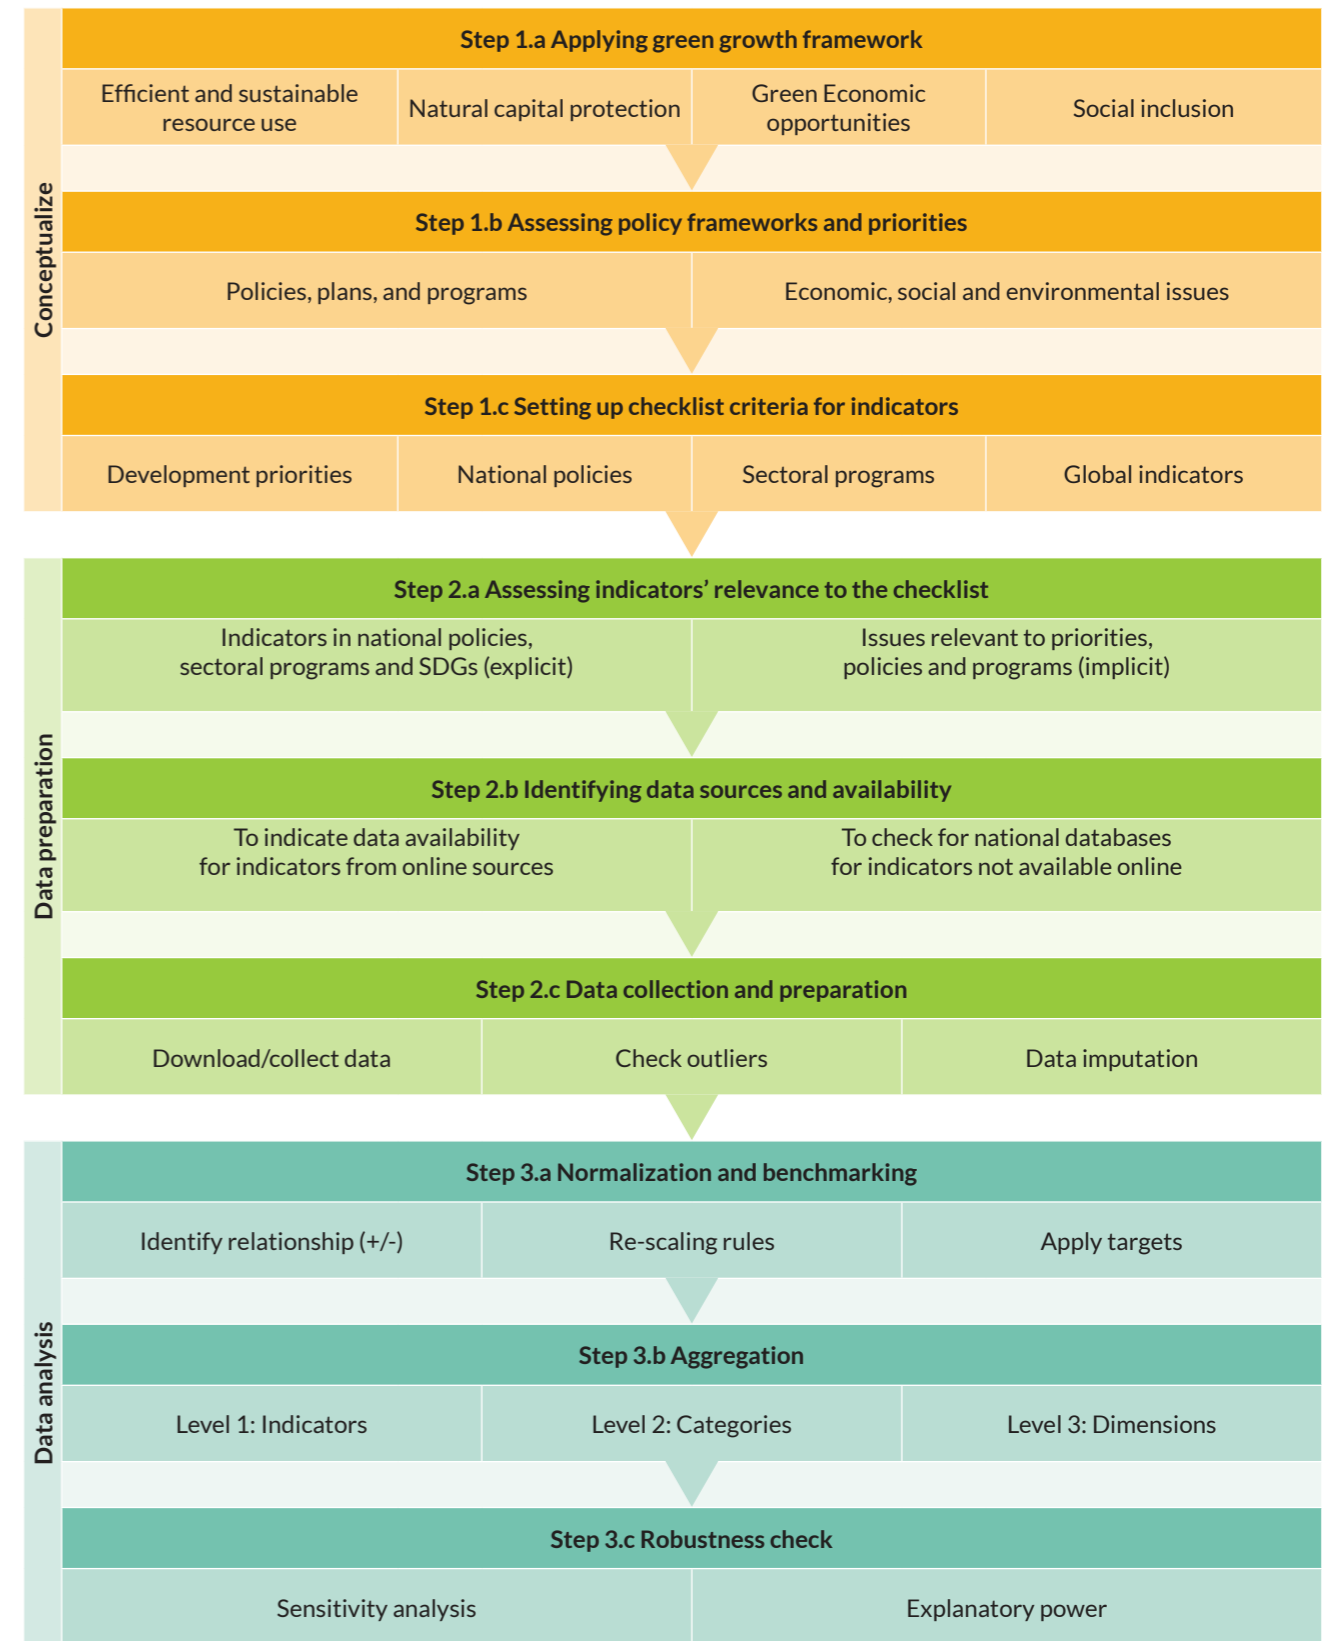 Conceptualize
Step 1.a Applying green growth framework
Efficient and sustainable
resource use
Natural capital protection
Green Economic
opportunities
Social inclusion
Step 1.b Assessing policy frameworks and priorities
Policies, plans, and programs
Economic, social and environmental issues
Step 1.c Setting up checklist criteria for indicators
Development priorities
National policies
Sectoral programs
Global indicators
Data preparation
Step 2.a Assessing indicators’ relevance to the checklist
Indicators in national policies,
sectoral programs and SDGs (explicit)
Issues relevant to priorities,
policies and programs (implicit)
Step 2.b Identifying data sources and availability
To indicate data availability
for indicators from online sources
To check for national databases
for indicators not available online
Step 2.c Data collection and preparation
Download/collect data
Check outliers
Data imputation
Data analysis
Step 3.a Normalization and benchmarking
Identify relationship (+/-)
Re-scaling rules
Apply targets
Step 3.b Aggregation
Level 1: Indicators
Level 2: Categories
Level 3: Dimensions
Step 3.c Robustness check
Sensitivity analysis
Explanatory power